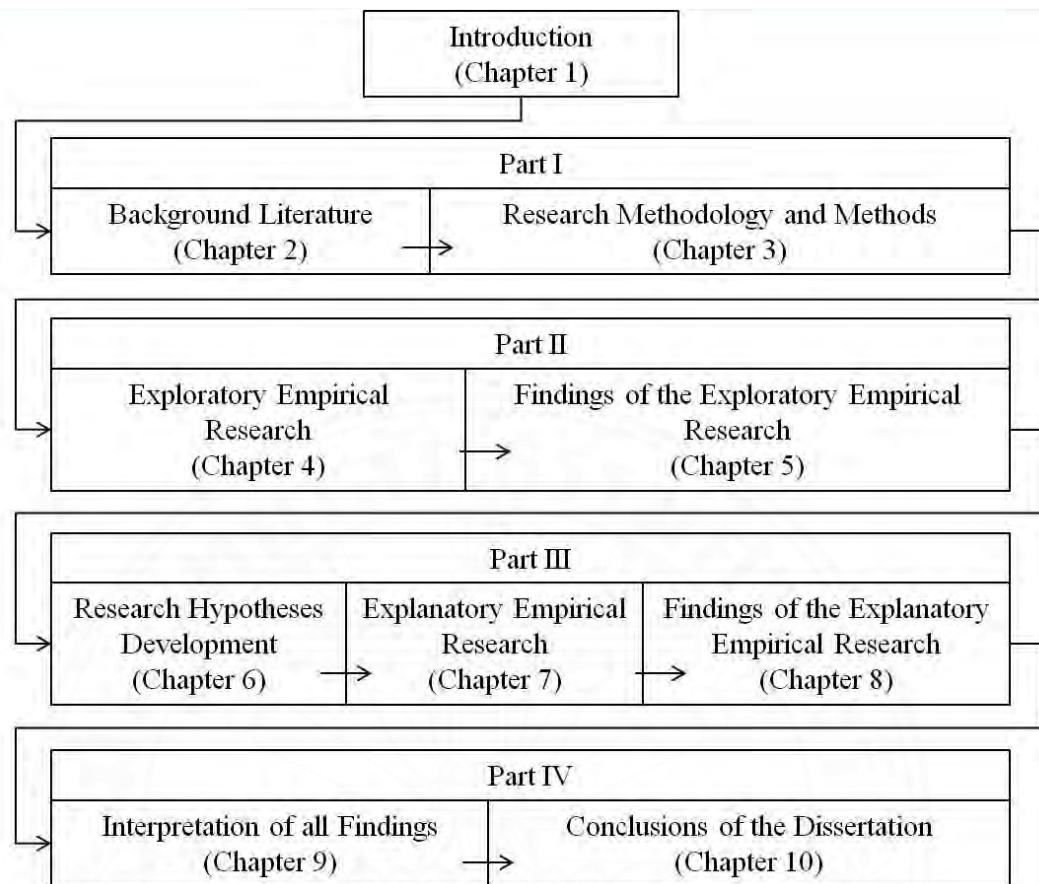 Introduction
(Chapter 1)
Part I
Background Literature
(Chapter 2)
Research Methodology and Methods
(Chapter 3)
Part II
Exploratory Empirical
Research
(Chapter 4)
Findings of the Exploratory Empirical
Research
(Chapter 5)
Part III
Research Hypotheses
Development
(Chapter 6)
Explanatory Empirical
Research
(Chapter 7)
Findings of the Explanatory
Empirical Research
(Chapter 8)
Part IV
Interpretation of all Findings
(Chapter 9)
Conclusions of the Dissertation
(Chapter 10)